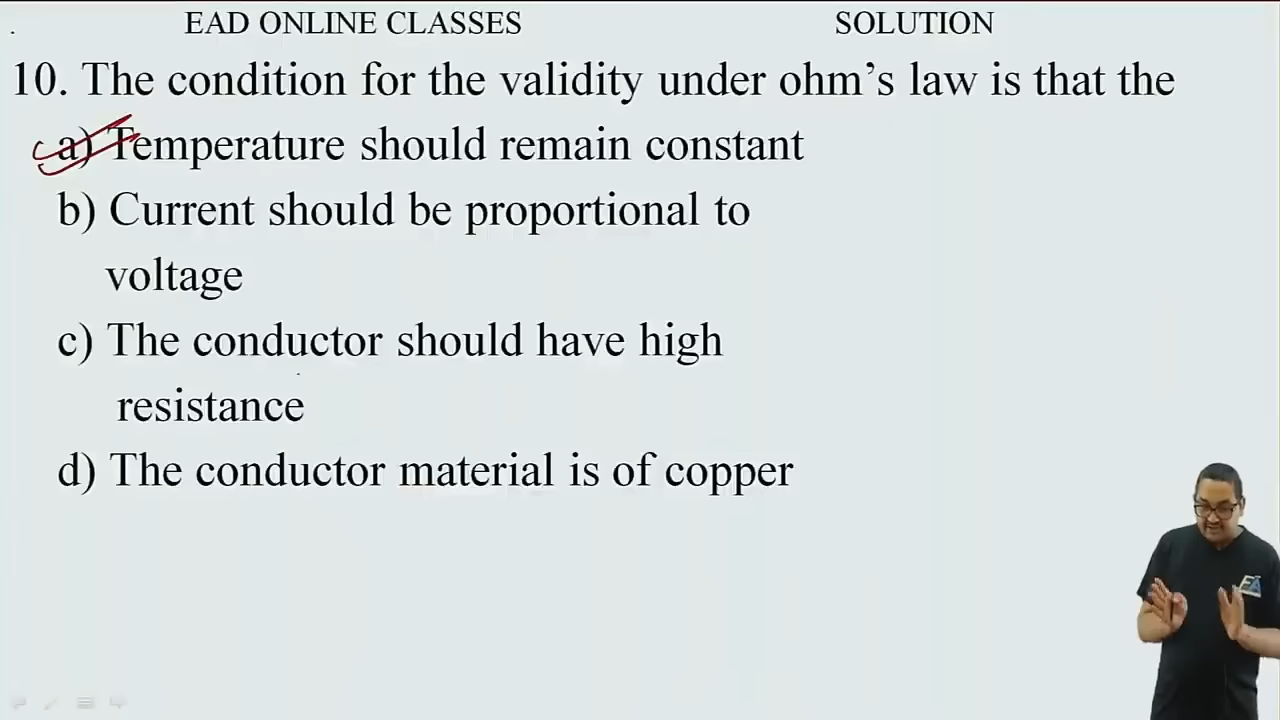 EAD ONLINE CLASSES SOLUTION
10. The condition for the validity under ohm’s law is that the
a) Temperature should remain constant
b) Current should be proportional to
voltage
c) The conductor should have high
resistance
d) The conductor material is of copper